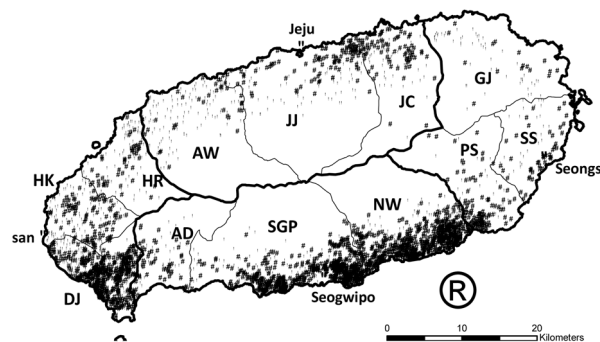 Jeju
GJ
JC
JJ
SS
PS
AW
Seongs
HK
HR
NW
SGP
AD
san
DJ
Seogwipo
®
0 10 20
Kilometers